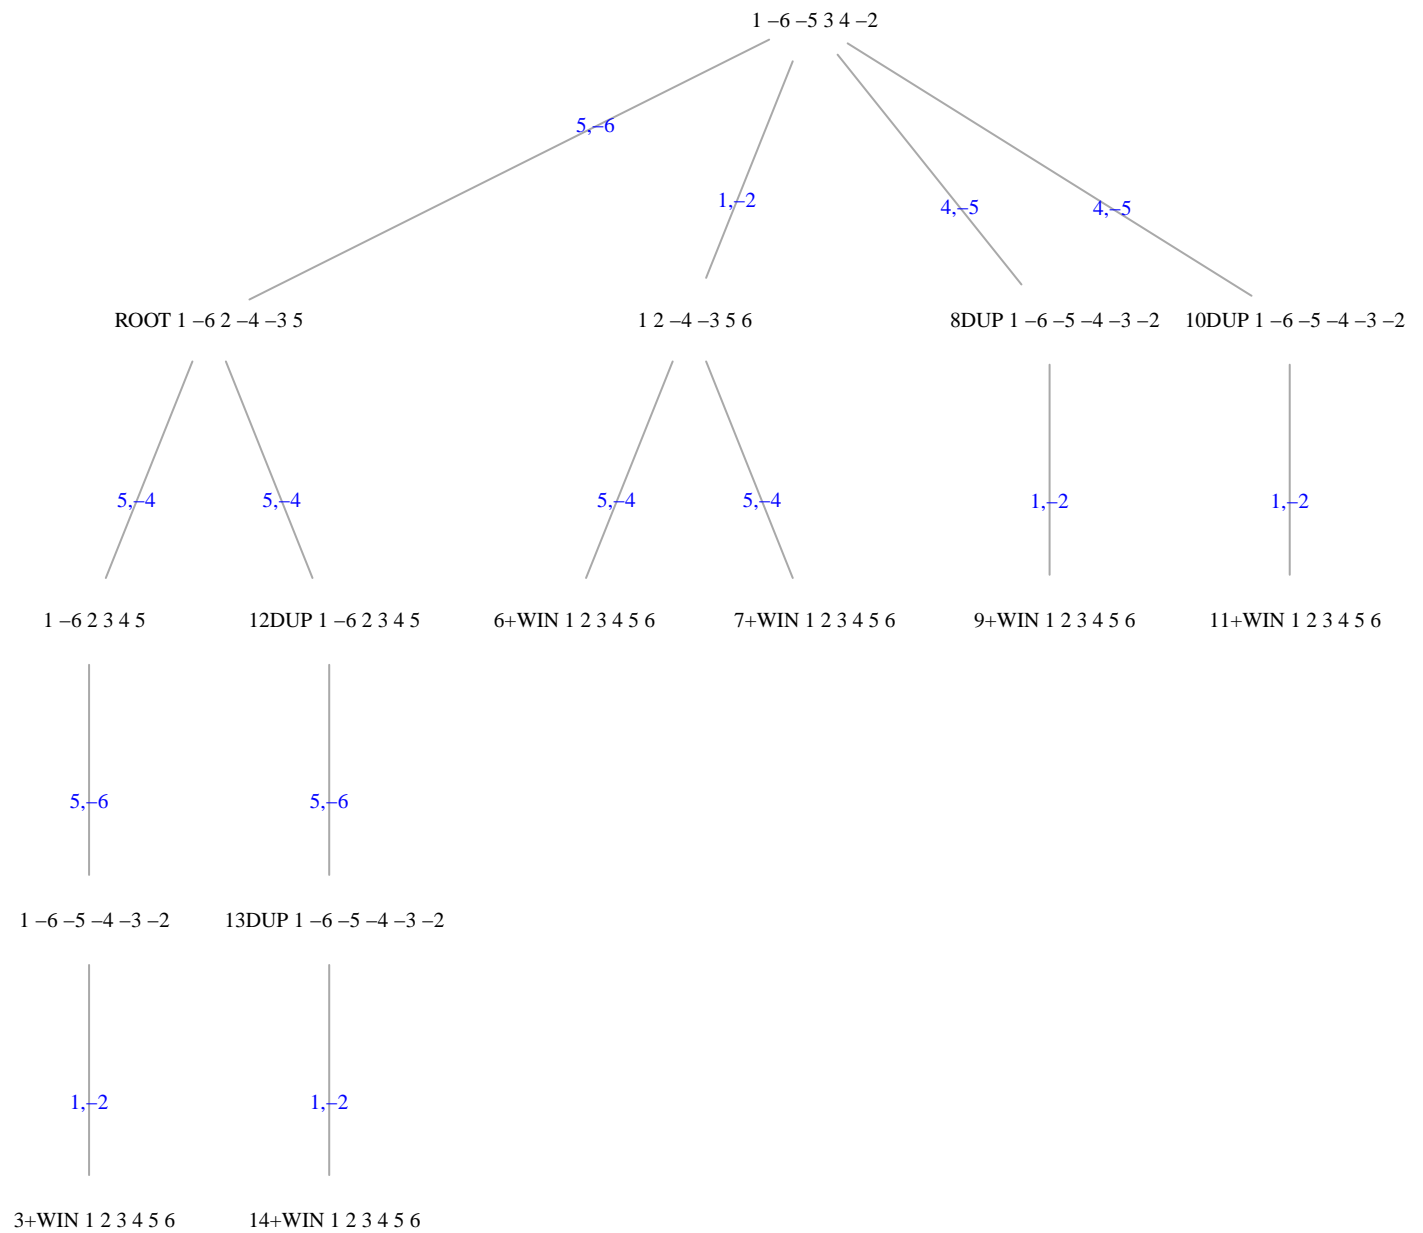 1 –6 –5 3 4 –2
5,–6
1,–2
4,–5
4,–5
ROOT 1 –6 2 –4 –3 5
1 2 –4 –3 5 6
8DUP 1 –6 –5 –4 –3 –2
10DUP 1 –6 –5 –4 –3 –2
5,–4
5,–4
5,–4
5,–4
1,–2
1,–2
1 –6 2 3 4 5
12DUP 1 –6 2 3 4 5
6+WIN 1 2 3 4 5 6
7+WIN 1 2 3 4 5 6
9+WIN 1 2 3 4 5 6
11+WIN 1 2 3 4 5 6
5,–6
5,–6
1 –6 –5 –4 –3 –2
13DUP 1 –6 –5 –4 –3 –2
1,–2
1,–2
3+WIN 1 2 3 4 5 6
14+WIN 1 2 3 4 5 6